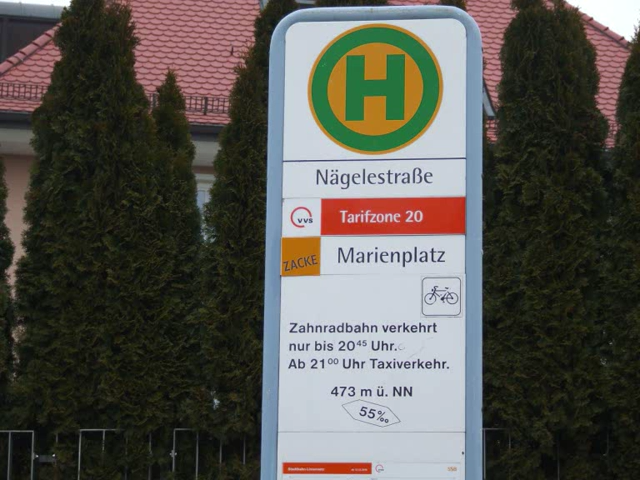 H
Nägelestraße
VVS Tarifzone 20
ZACKE Marienplatz
Zahnradbahn verkehrt
nur bis 20⁴⁵ Uhr.
Ab 21⁰⁰ Uhr Taxiverkehr.
473 m ü. NN
55‰